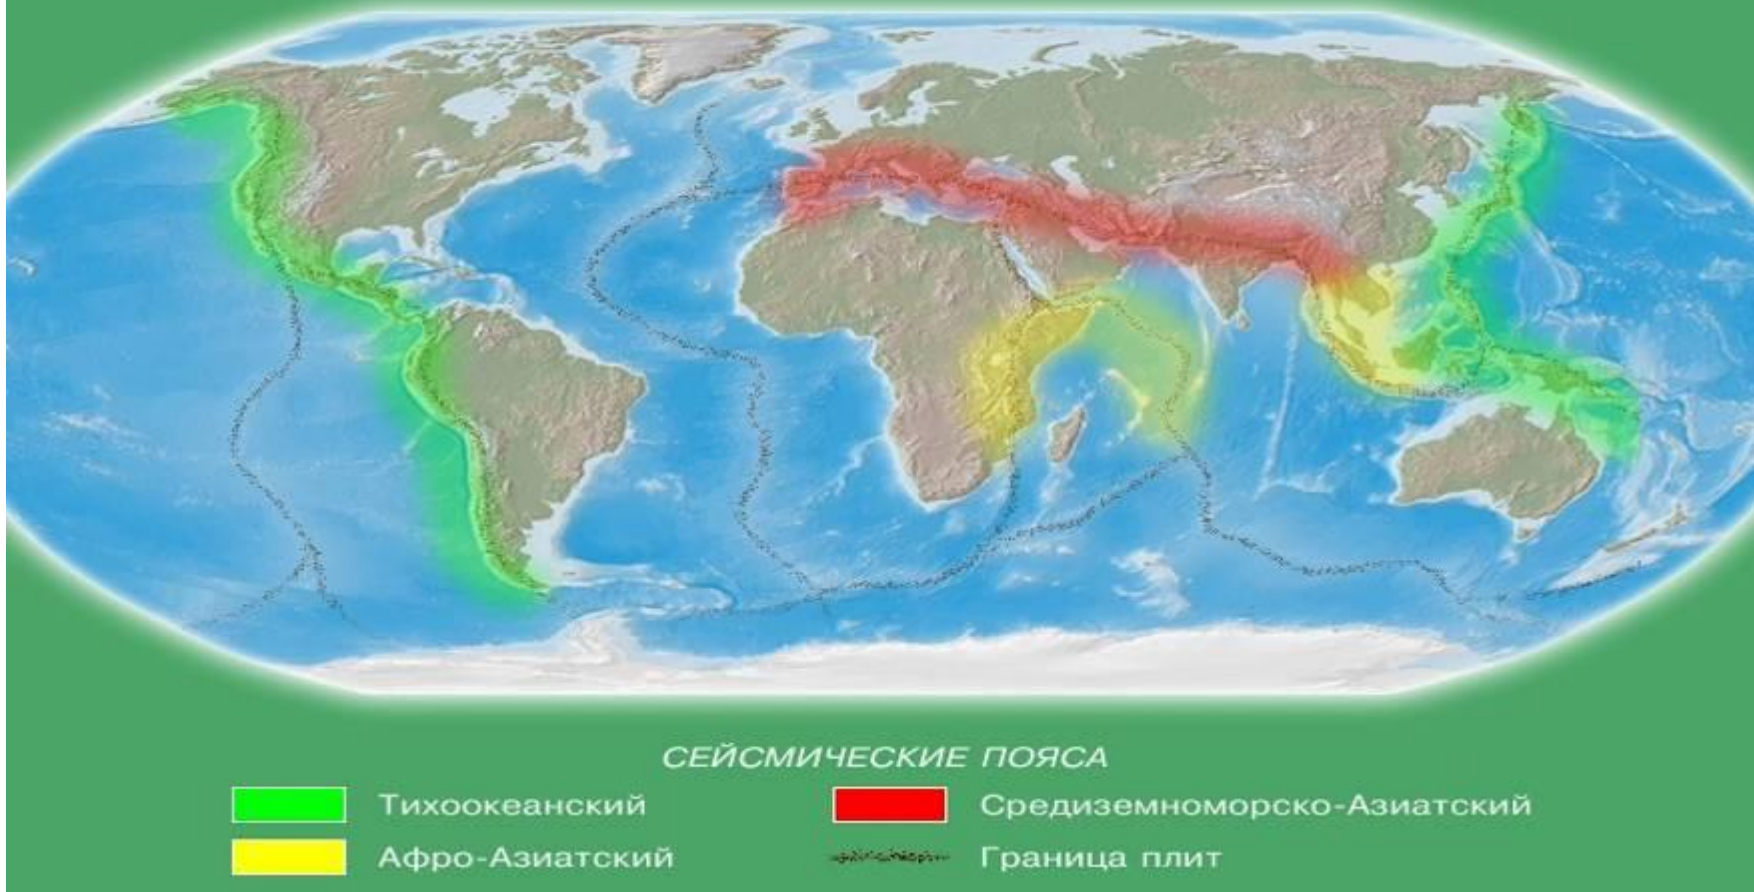 СЕЙСМИЧЕСКИЕ ПОЯСА
Тихоокеанский
Средиземноморско-Азиатский
Афро-Азиатский
Граница плит